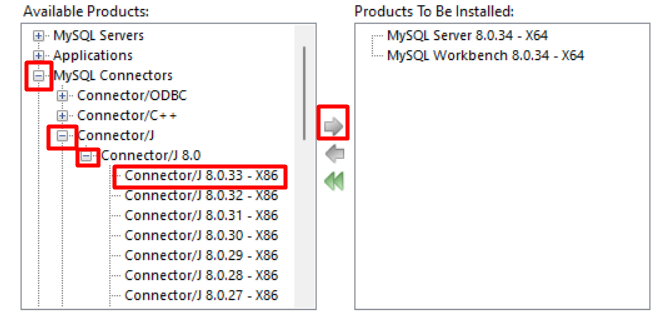 Available Products:
MySQL Servers
Applications
MySQL Connectors
Connector/ODBC
Connector/C++
Connector/J
Connector/J 8.0
Connector/J 8.0.33 - X86
Connector/J 8.0.32 - X86
Connector/J 8.0.31 - X86
Connector/J 8.0.30 - X86
Connector/J 8.0.29 - X86
Connector/J 8.0.28 - X86
Connector/J 8.0.27 - X86
Products To Be Installed:
MySQL Server 8.0.34 - X64
MySQL Workbench 8.0.34 - X64